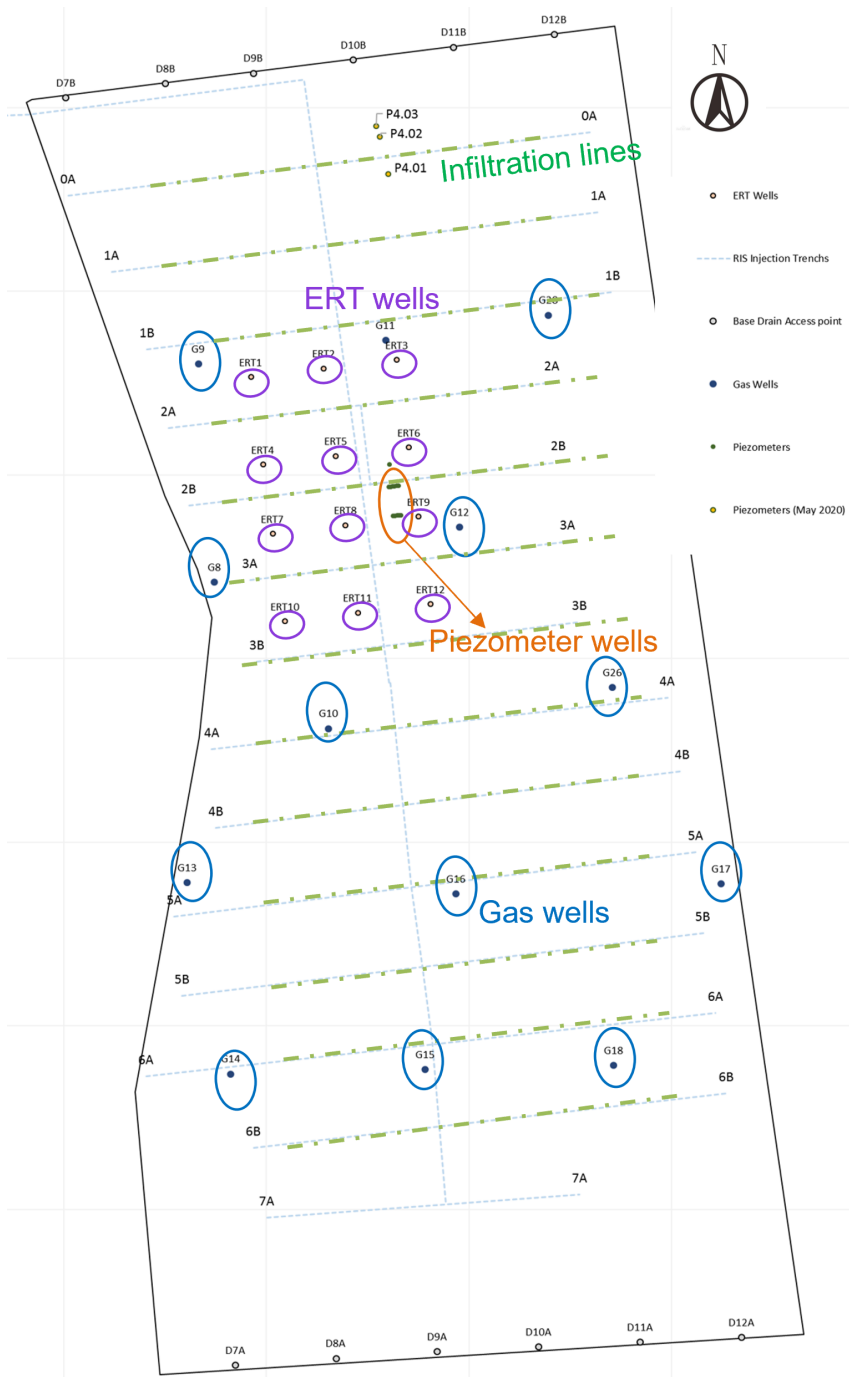 D12B
D11B
D10B
D9B
D8B
D7B
N
P4.03
P4.02
P4.01
0A
0A
Infiltration lines
1A
1A
ERT Wells
RIS Injection Trenchs
Base Drain Access point
Gas Wells
Piezometers
Piezometers (May 2020)
1B
1B
ERT wells
G28
G11
G9
ERT1
ERT2
ERT3
2A
2A
ERT4
ERT5
ERT6
2B
2B
ERT7
ERT8
ERT9
G12
3A
3A
G8
ERT10
ERT11
ERT12
3B
3B
Piezometer wells
G26
4A
4A
G10
4B
4B
5A
5A
G13
G16
G17
Gas wells
5B
5B
6A
6A
G14
G15
G18
6B
6B
7A
7A
D7A
D8A
D9A
D10A
D11A
D12A